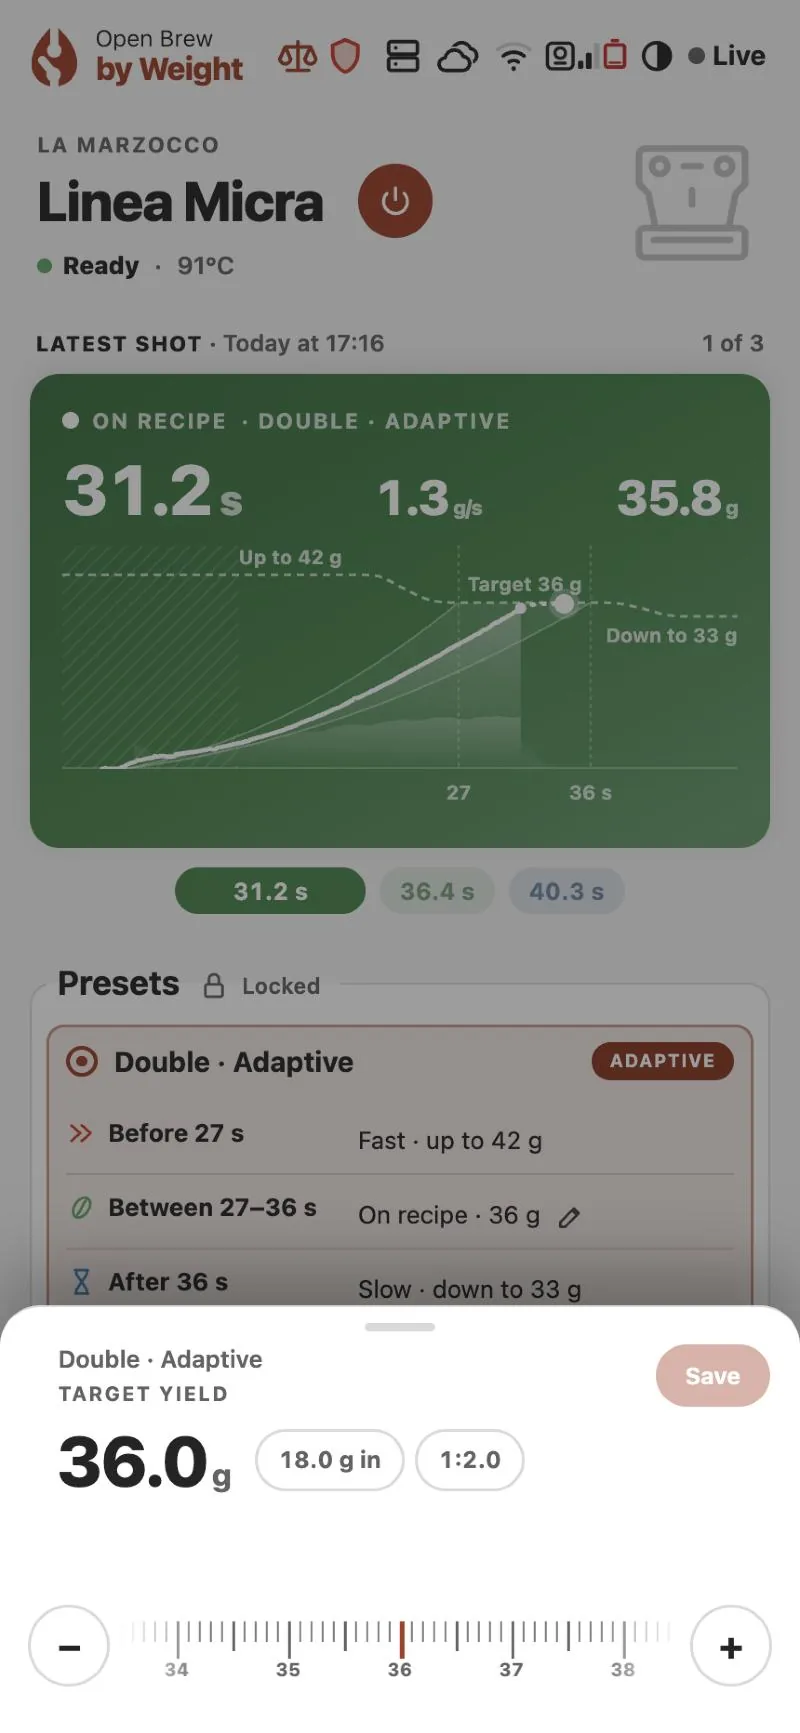 Open Brew
by Weight
Live
LA MARZOCCO
Linea Micra
Ready · 91°C
LATEST SHOT · Today at 17:16
1 of 3
ON RECIPE · DOUBLE · ADAPTIVE
31.2 s
1.3 g/s
35.8 g
Up to 42 g
Target 36 g
Down to 33 g
27
36 s
31.2 s
36.4 s
40.3 s
Presets
Locked
Double · Adaptive
ADAPTIVE
Before 27 s
Fast · up to 42 g
Between 27–36 s
On recipe · 36 g
After 36 s
Slow · down to 33 g
Double · Adaptive
TARGET YIELD
Save
36.0 g
18.0 g in
1:2.0
−
34
35
36
37
38
+